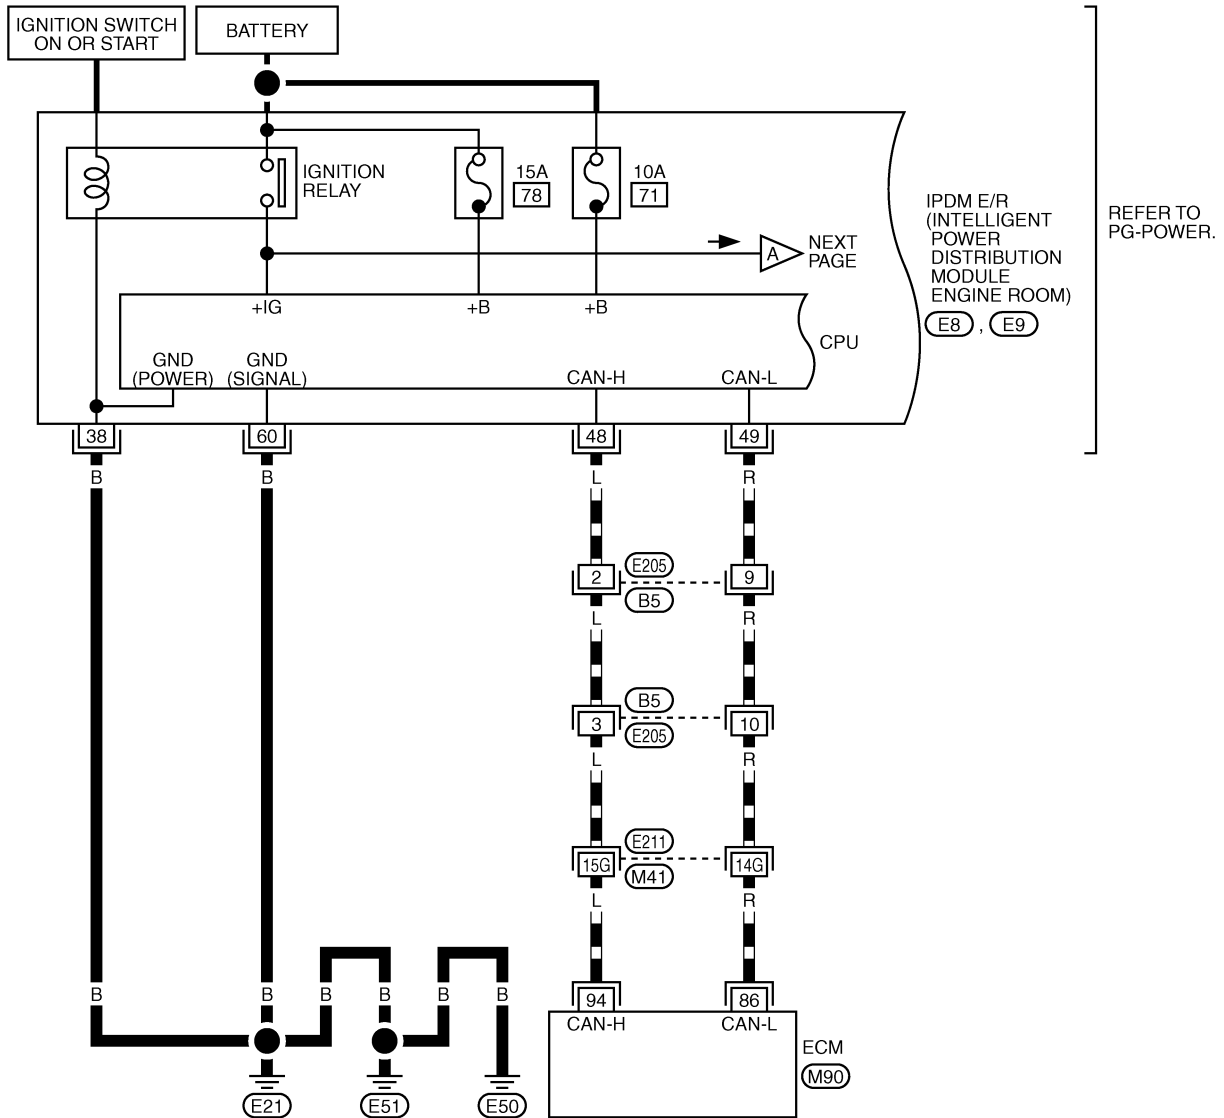 IGNITION SWITCH
ON OR START
BATTERY
IGNITION
RELAY
15A
78
10A
71
A
NEXT
PAGE
IPDM E/R
(INTELLIGENT
POWER
DISTRIBUTION
MODULE
ENGINE ROOM)
E8 , E9
REFER TO
PG-POWER.
+IG
+B
+B
CPU
GND
(POWER)
GND
(SIGNAL)
CAN-H
CAN-L
38
60
48
49
B
B
L
R
2
E205
B5
9
L
R
3
B5
E205
10
L
R
15G
E211
M41
14G
L
R
B
B
B
B
B
B
94
86
CAN-H
CAN-L
ECM
M90
E21
E51
E50